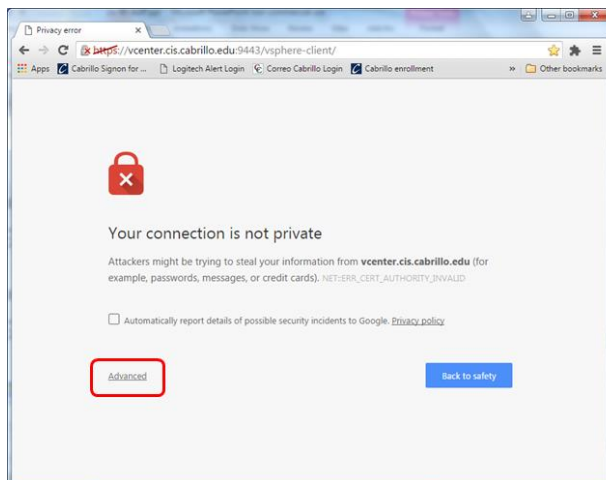 Privacy error
https://vcenter.cis.cabrillo.edu:9443/vsphere-client/
Apps Cabrillo Signon for ... Logitech Alert Login Correo Cabrillo Login Cabrillo enrollment » Other bookmarks
Your connection is not private
Attackers might be trying to steal your information from vcenter.cis.cabrillo.edu (for
example, passwords, messages, or credit cards). NET::ERR_CERT_AUTHORITY_INVALID
Automatically report details of possible security incidents to Google. Privacy policy
Advanced
Back to safety